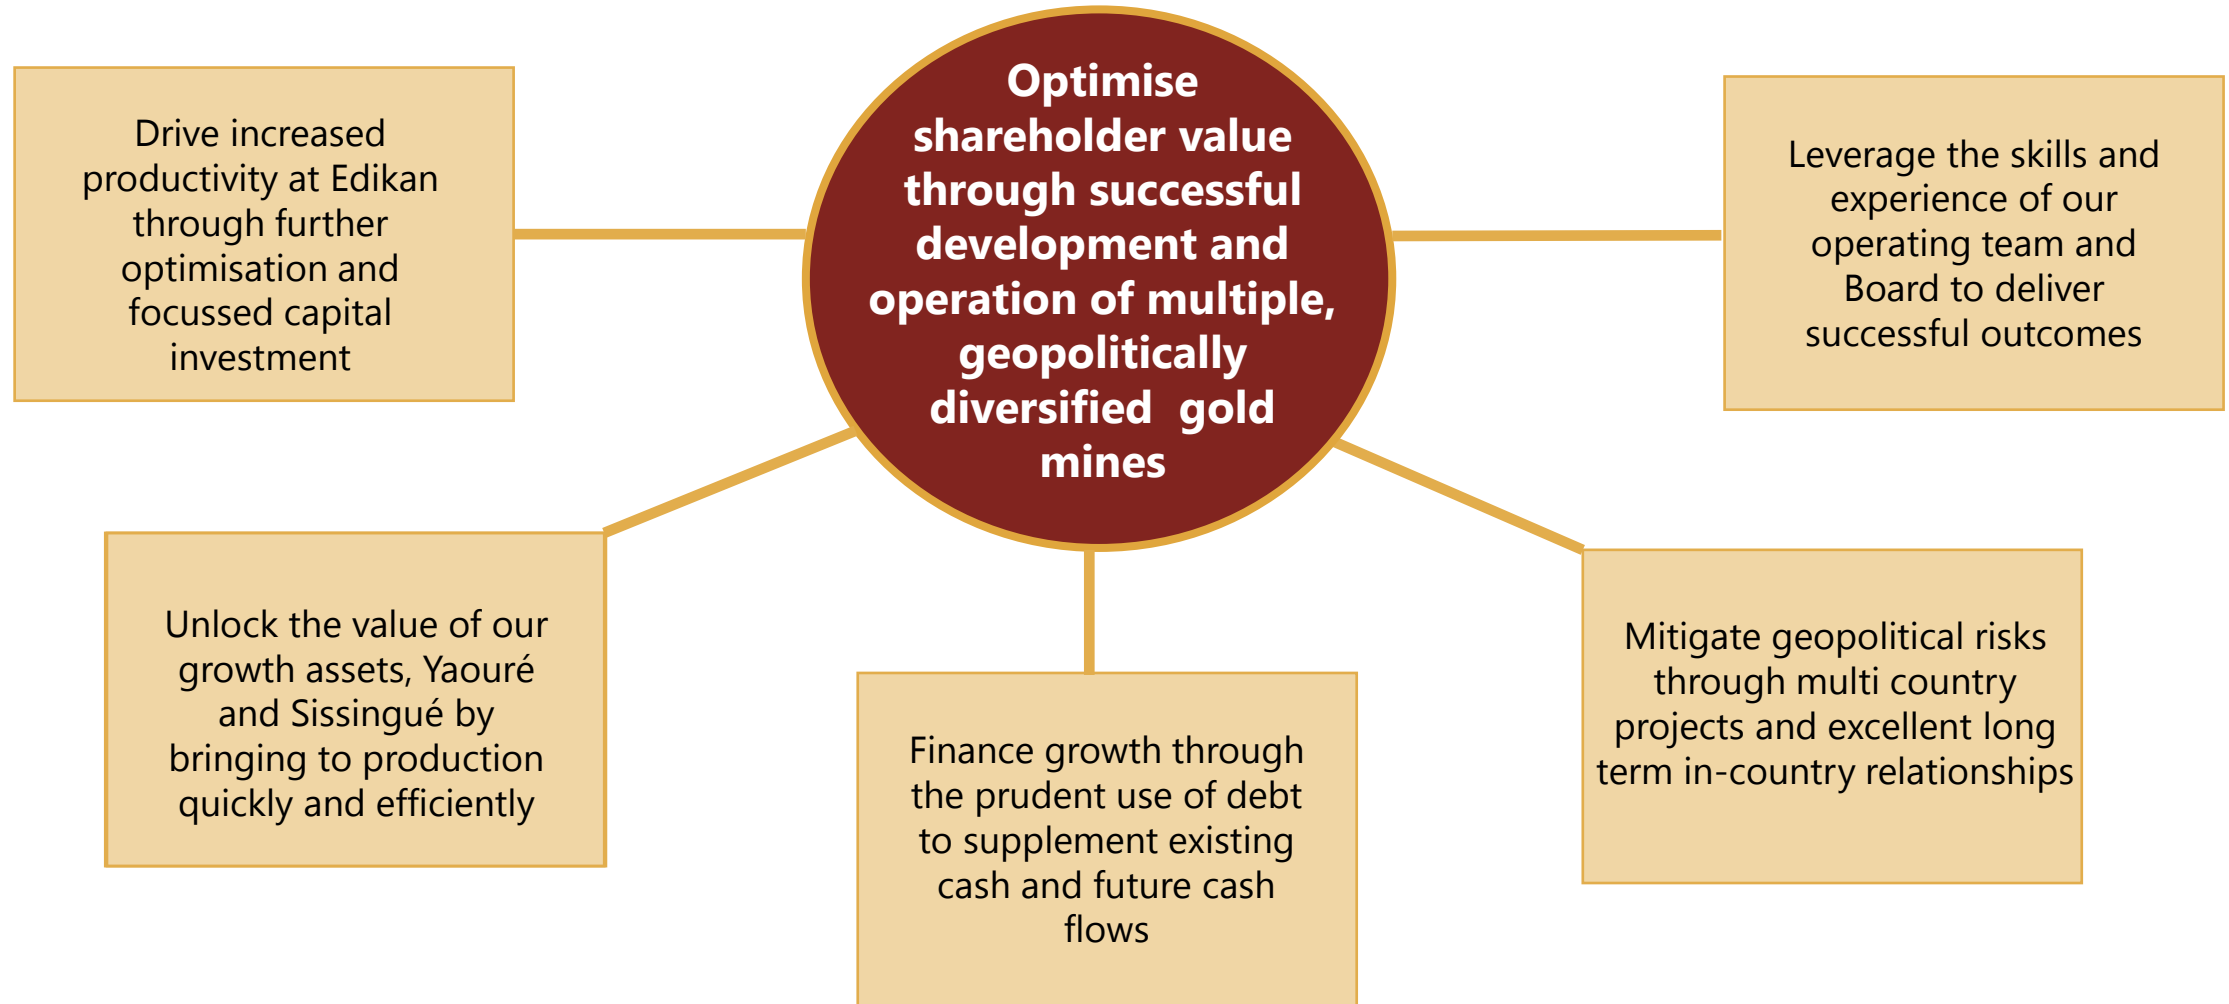 Optimise
shareholder value
through successful
development and
operation of multiple,
geopolitically
diversified  gold
mines
Drive increased
productivity at Edikan
through further
optimisation and
focussed capital
investment
Leverage the skills and
experience of our
operating team and
Board to deliver
successful outcomes
Unlock the value of our
growth assets, Yaouré
and Sissingué by
bringing to production
quickly and efficiently
Finance growth through
the prudent use of debt
to supplement existing
cash and future cash
flows
Mitigate geopolitical risks
through multi country
projects and excellent long
term in-country relationships